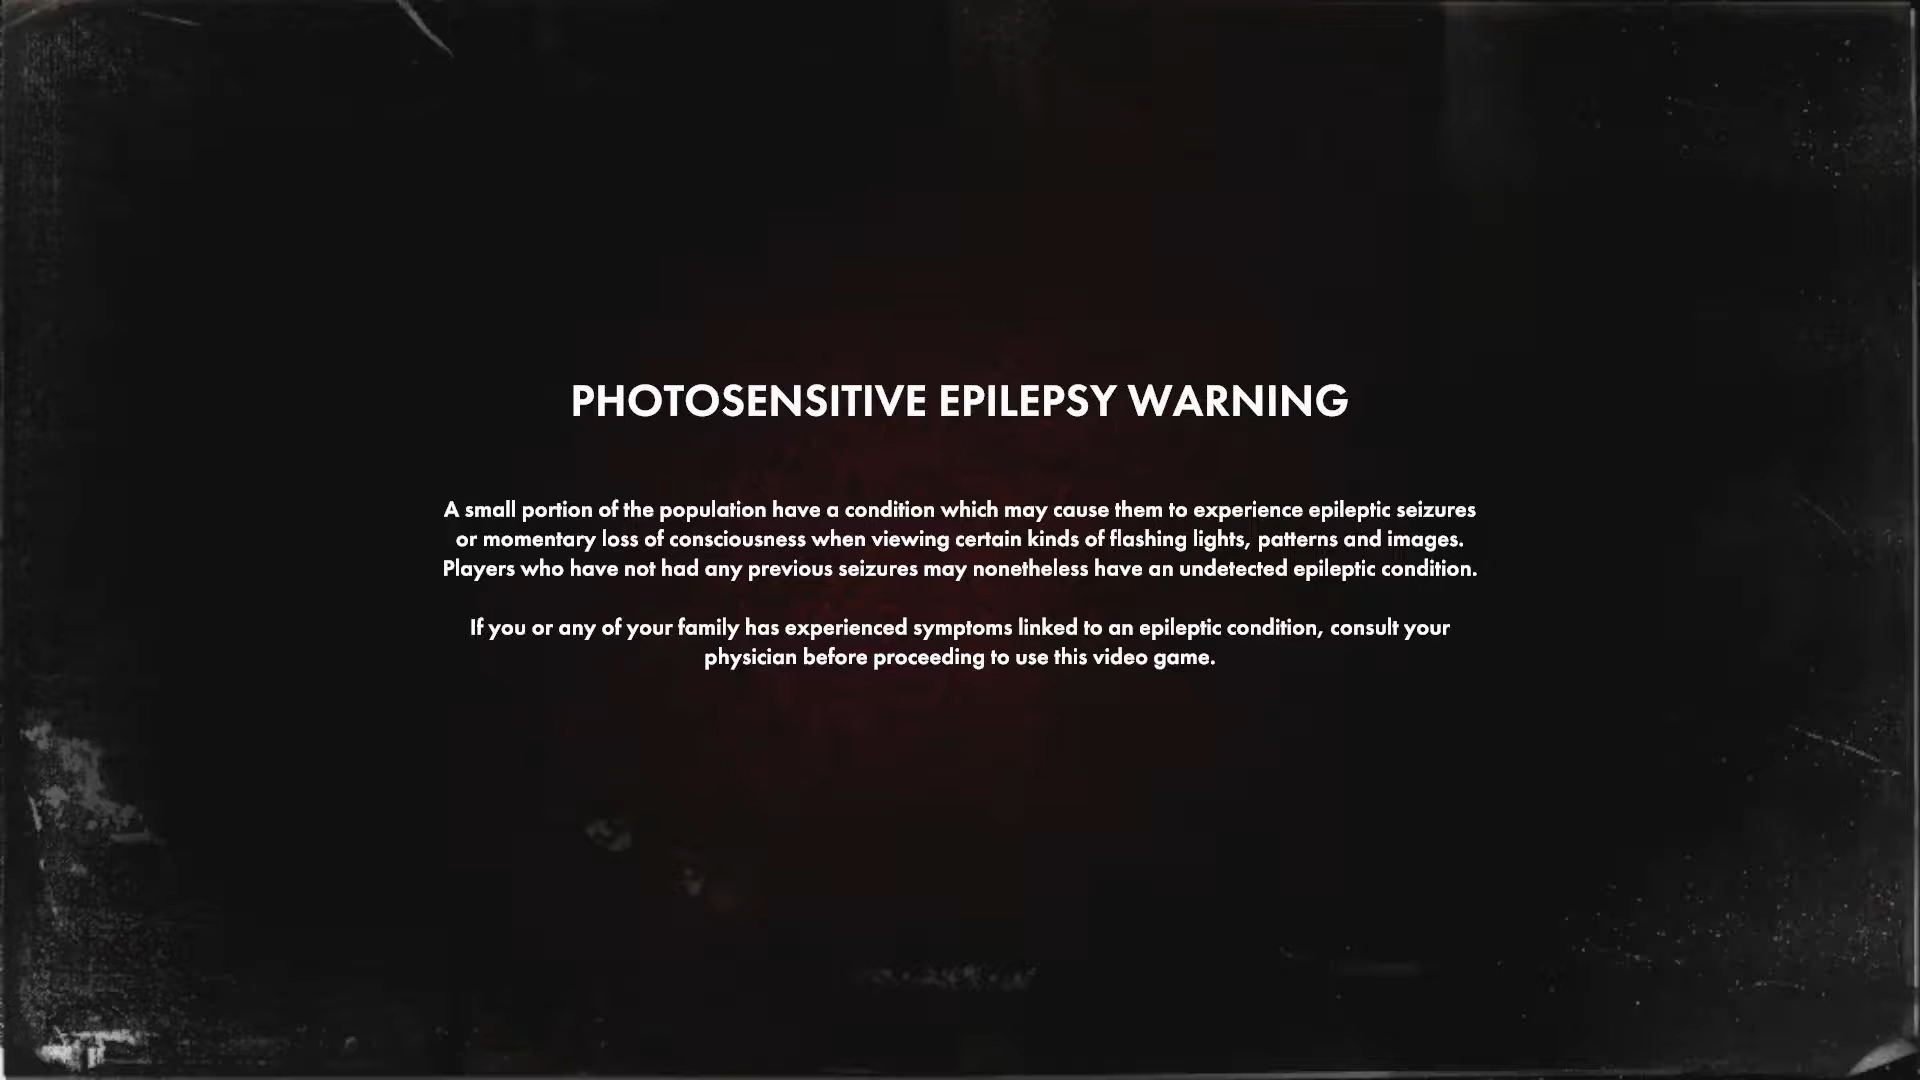 PHOTOSENSITIVE EPILEPSY WARNING
A small portion of the population have a condition which may cause them to experience epileptic seizures
or momentary loss of consciousness when viewing certain kinds of flashing lights, patterns and images.
Players who have not had any previous seizures may nonetheless have an undetected epileptic condition.
If you or any of your family has experienced symptoms linked to an epileptic condition, consult your
physician before proceeding to use this video game.